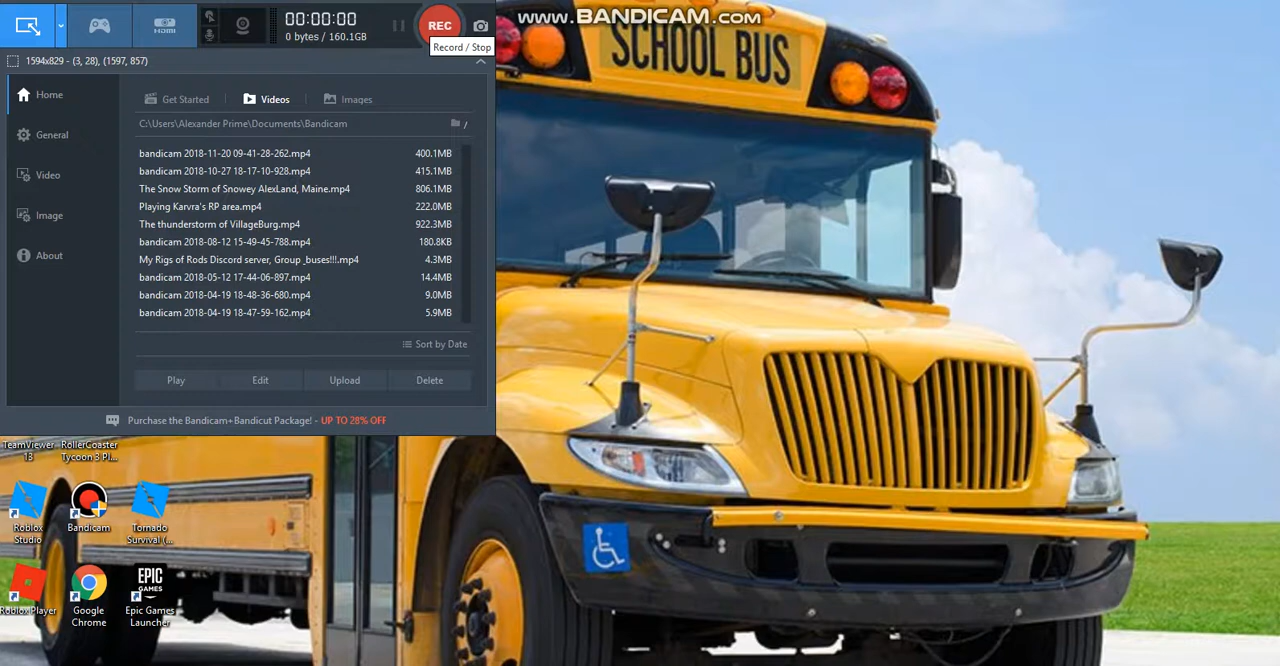 www.BANDICAM.com
00:00:00
0 bytes / 160.1GB
HDMI
REC
Record / Stop
1594x829 - (3, 28), (1597, 857)
Home
General
Video
Image
About
Get Started
Videos
Images
C:\Users\Alexander Prime\Documents\Bandicam
/
bandicam 2018-11-20 09-41-28-262.mp4 400.1MB
bandicam 2018-10-27 18-17-10-928.mp4 415.1MB
The Snow Storm of Snowey AlexLand, Maine.mp4 806.1MB
Playing Karvra's RP area.mp4 222.0MB
The thunderstorm of VillageBurg.mp4 922.3MB
bandicam 2018-08-12 15-49-45-788.mp4 180.8KB
My Rigs of Rods Discord server, Group_buses!!!.mp4 4.3MB
bandicam 2018-05-12 17-44-06-897.mp4 14.4MB
bandicam 2018-04-19 18-48-36-680.mp4 9.0MB
bandicam 2018-04-19 18-47-59-162.mp4 5.9MB
Sort by Date
Play
Edit
Upload
Delete
Purchase the Bandicam+Bandicut Package! - UP TO 28% OFF
SCHOOL BUS
TeamViewer
13
RollerCoaster
Tycoon 3 Pl...
Roblox
Studio
Bandicam
Tornado
Survival (...
Roblox Player
Google
Chrome
EPIC
GAMES
Epic Games
Launcher